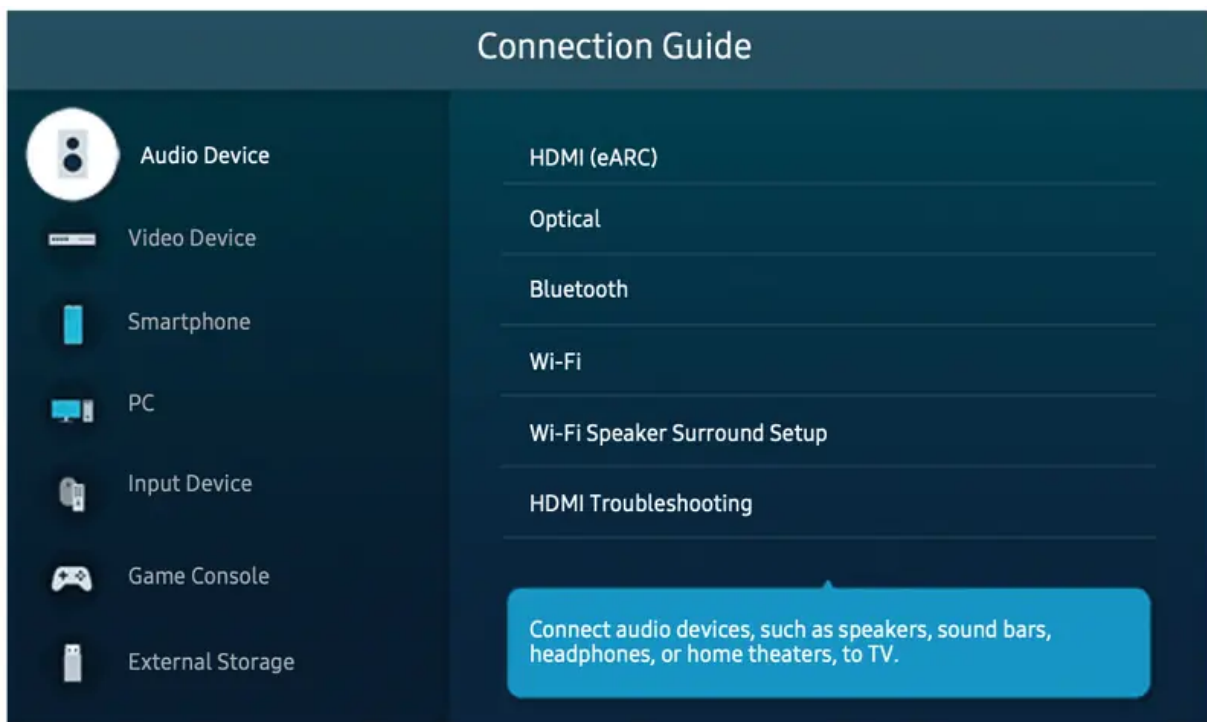 Connection Guide
Audio Device
Video Device
Smartphone
PC
Input Device
Game Console
External Storage
HDMI (eARC)
Optical
Bluetooth
Wi-Fi
Wi-Fi Speaker Surround Setup
HDMI Troubleshooting
Connect audio devices, such as speakers, sound bars,
headphones, or home theaters, to TV.